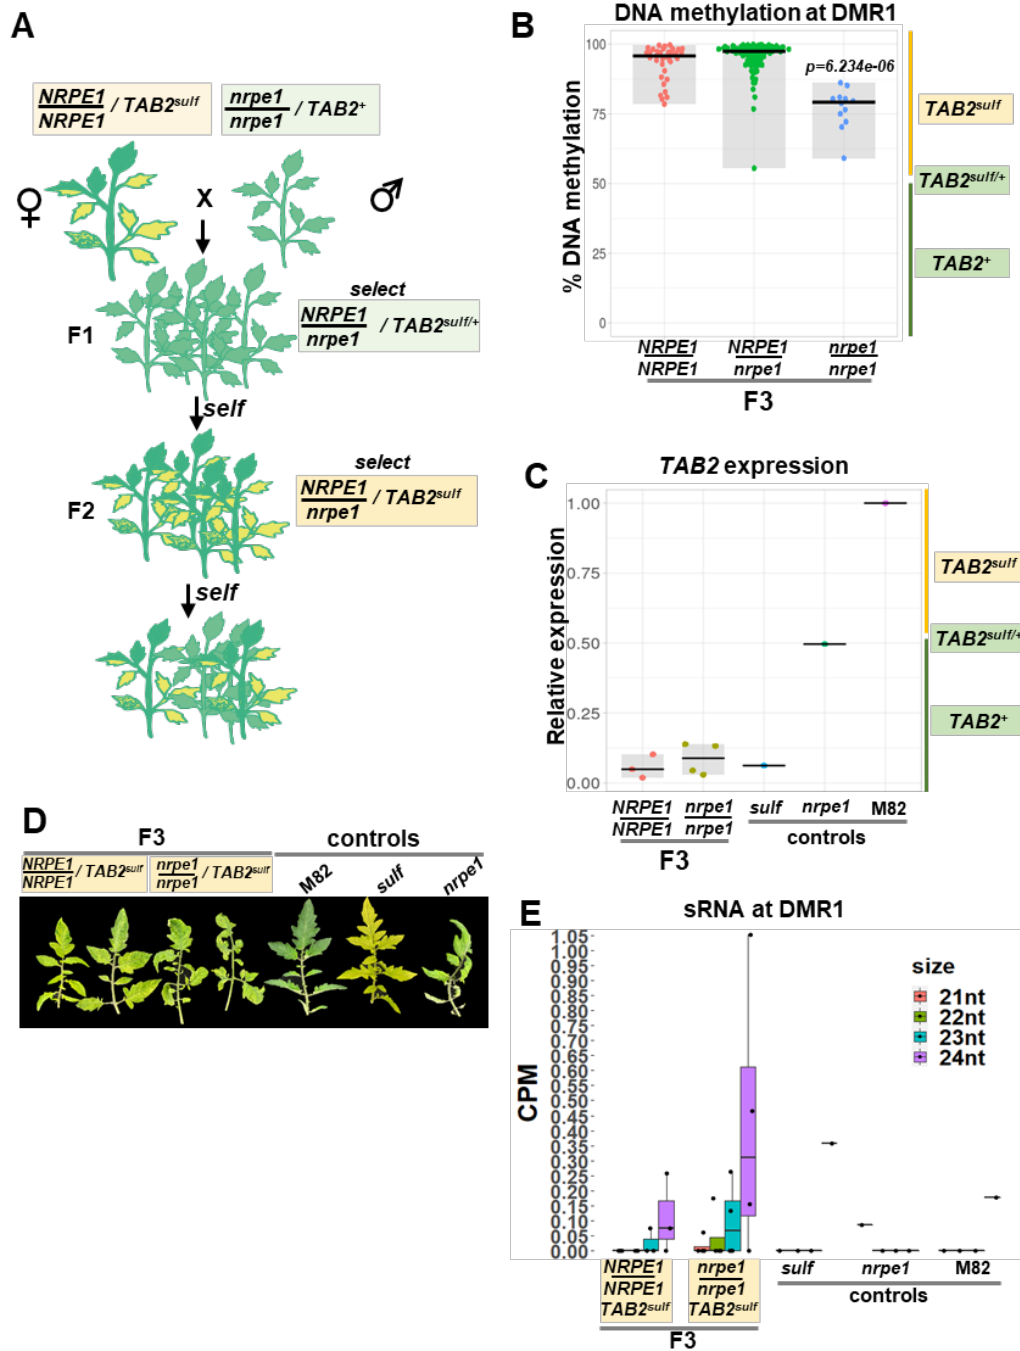 A
NRPE1
NRPE1 / TAB2sulf
nrpe1
nrpe1 / TAB2+
♀
X
♂
F1
select
NRPE1
nrpe1 / TAB2sulf/+
self
F2
select
NRPE1
nrpe1 / TAB2sulf
self
B
DNA methylation at DMR1
% DNA methylation
100
75
50
25
0
p=6.234e-06
TAB2sulf
TAB2sulf/+
TAB2+
NRPE1
NRPE1
NRPE1
nrpe1
nrpe1
nrpe1
F3
C
TAB2 expression
Relative expression
1.00
0.75
0.50
0.25
0.00
TAB2sulf
TAB2sulf/+
TAB2+
NRPE1
NRPE1
nrpe1
nrpe1
sulf
nrpe1
M82
F3
controls
D
F3
controls
NRPE1
NRPE1 / TAB2sulf
nrpe1
nrpe1 / TAB2sulf
M82
sulf
nrpe1
E
sRNA at DMR1
CPM
1.05
1.00
0.95
0.90
0.85
0.80
0.75
0.70
0.65
0.60
0.55
0.50
0.45
0.40
0.35
0.30
0.25
0.20
0.15
0.10
0.05
0.00
size
21nt
22nt
23nt
24nt
NRPE1
NRPE1
TAB2sulf
nrpe1
nrpe1
TAB2sulf
sulf
nrpe1
M82
F3
controls